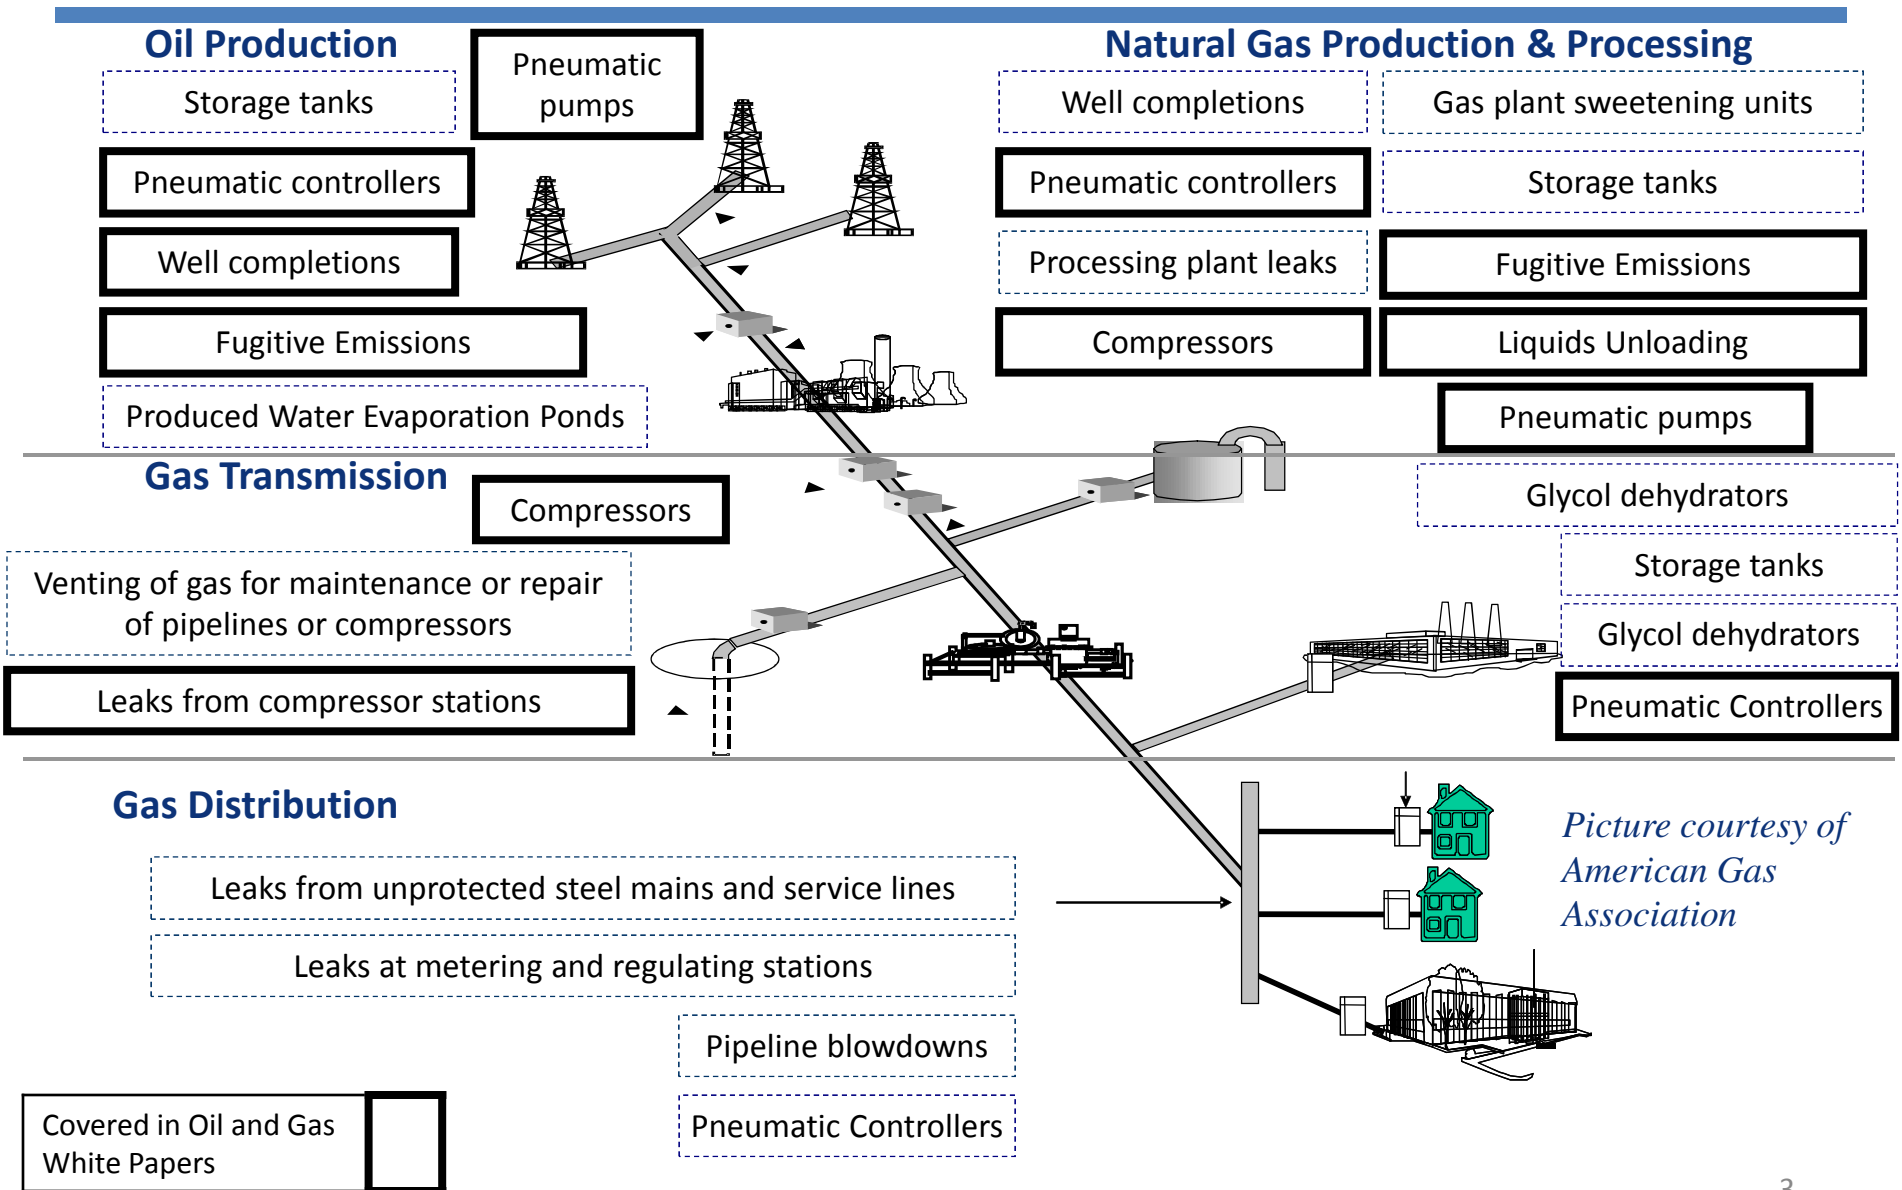 Oil Production
Pneumatic
pumps
Storage tanks
Pneumatic controllers
Well completions
Fugitive Emissions
Produced Water Evaporation Ponds
Natural Gas Production & Processing
Well completions
Gas plant sweetening units
Pneumatic controllers
Storage tanks
Processing plant leaks
Fugitive Emissions
Compressors
Liquids Unloading
Pneumatic pumps
Gas Transmission
Compressors
Venting of gas for maintenance or repair
of pipelines or compressors
Leaks from compressor stations
Glycol dehydrators
Storage tanks
Glycol dehydrators
Pneumatic Controllers
Gas Distribution
Leaks from unprotected steel mains and service lines
Leaks at metering and regulating stations
Pipeline blowdowns
Pneumatic Controllers
Picture courtesy of
American Gas
Association
Covered in Oil and Gas
White Papers
3